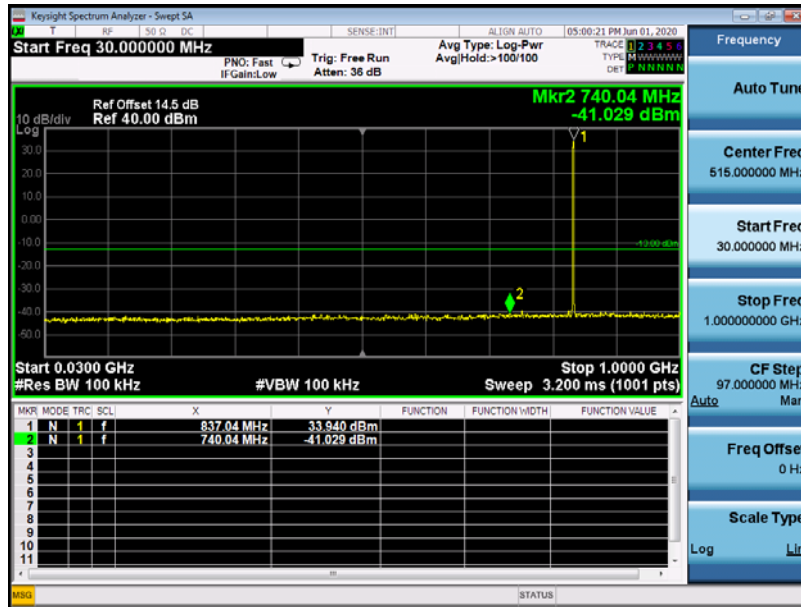 Keysight Spectrum Analyzer - Swept SA
T RF 50 Ω DC SENSE:INT ALIGN AUTO 05:00:21 PM Jun 01, 2020
Start Freq 30.000000 MHz
PNO: Fast
IFGain:Low
Trig: Free Run
Atten: 36 dB
Avg Type: Log-Pwr
Avg|Hold:>100/100
TRACE 1 2 3 4 5 6
TYPE M WWWWW
DET P N N N N N
Ref Offset 14.5 dB
Ref 40.00 dBm
10 dB/div
Log
Mkr2 740.04 MHz
-41.029 dBm
1
30.0
20.0
10.0
0.00
-10.0
-13.00 dBm
-20.0
-30.0
2
-40.0
-50.0
Start 0.0300 GHz
Stop 1.0000 GHz
#Res BW 100 kHz
#VBW 100 kHz
Sweep 3.200 ms (1001 pts)
MKR MODE TRC SCL X Y FUNCTION FUNCTION WIDTH FUNCTION VALUE
1 N 1 f 837.04 MHz 33.940 dBm
2 N 1 f 740.04 MHz -41.029 dBm
3
4
5
6
7
8
9
10
11
MSG
STATUS
Frequency
Auto Tune
Center Freq
515.000000 MHz
Start Freq
30.000000 MHz
Stop Freq
1.000000000 GHz
CF Step
97.000000 MHz
Auto Man
Freq Offset
0 Hz
Scale Type
Log Lin